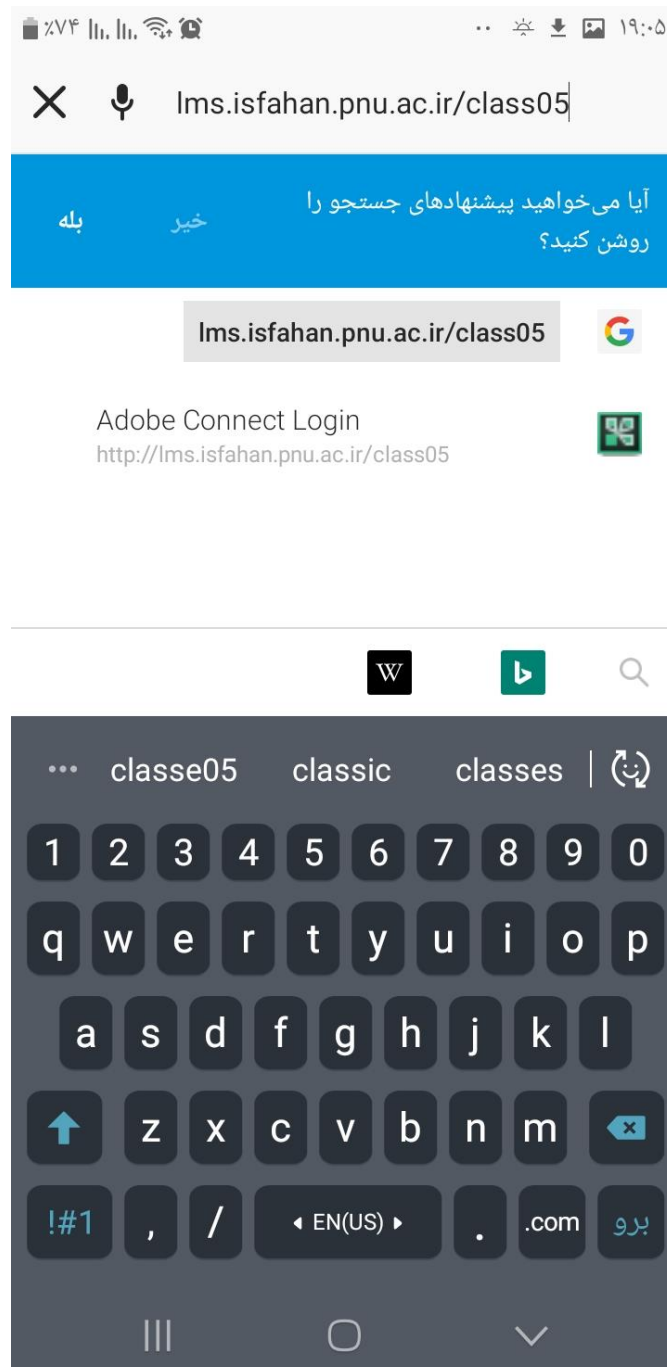 ٪۷۴ ۱۹:۰۵
lms.isfahan.pnu.ac.ir/class05
آیا می‌خواهید پیشنهادهای جستجو را
روشن کنید؟
خیر
بله
lms.isfahan.pnu.ac.ir/class05
G
Adobe Connect Login
http://lms.isfahan.pnu.ac.ir/class05
W
b
classe05 classic classes
1 2 3 4 5 6 7 8 9 0
q w e r t y u i o p
a s d f g h j k l
z x c v b n m
!#1 , / EN(US) . .com برو